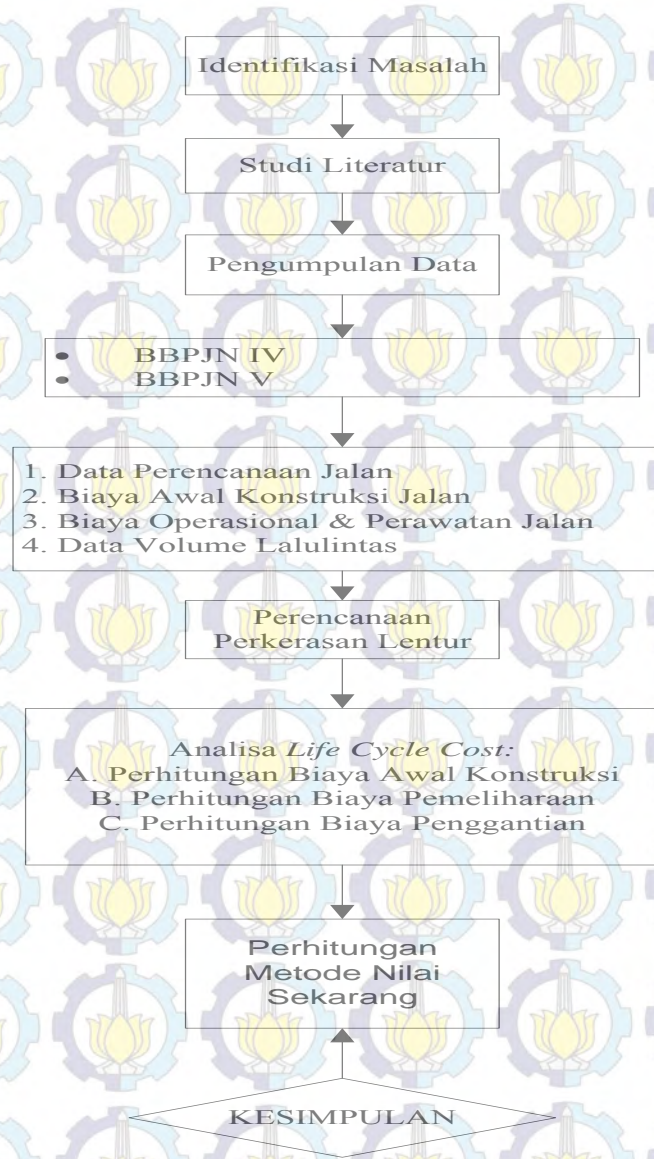 Identifikasi Masalah
Studi Literatur
Pengumpulan Data
• BBPJN IV
• BBPJN V
1. Data Perencanaan Jalan
2. Biaya Awal Konstruksi Jalan
3. Biaya Operasional & Perawatan Jalan
4. Data Volume Lalulintas
Perencanaan
Perkerasan Lentur
Analisa Life Cycle Cost:
A. Perhitungan Biaya Awal Konstruksi
B. Perhitungan Biaya Pemeliharaan
C. Perhitungan Biaya Penggantian
Perhitungan
Metode Nilai
Sekarang
KESIMPULAN